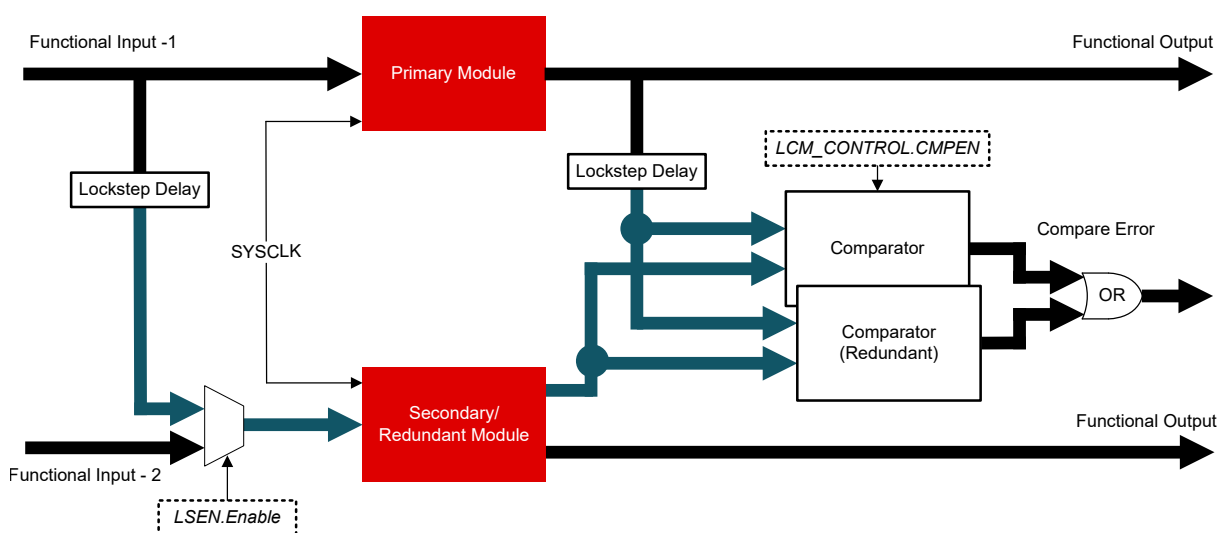 Functional Input -1
Primary Module
Functional Output
Lockstep Delay
Lockstep Delay
LCM_CONTROL.CMPEN
SYSCLK
Comparator
Compare Error
OR
Comparator
(Redundant)
Secondary/
Redundant Module
Functional Output
Functional Input - 2
LSEN.Enable